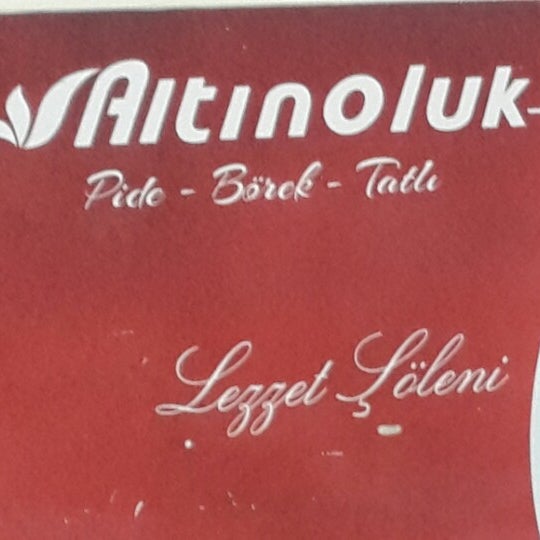 Altınoluk
Pide - Börek - Tatlı
Lezzet Şöleni